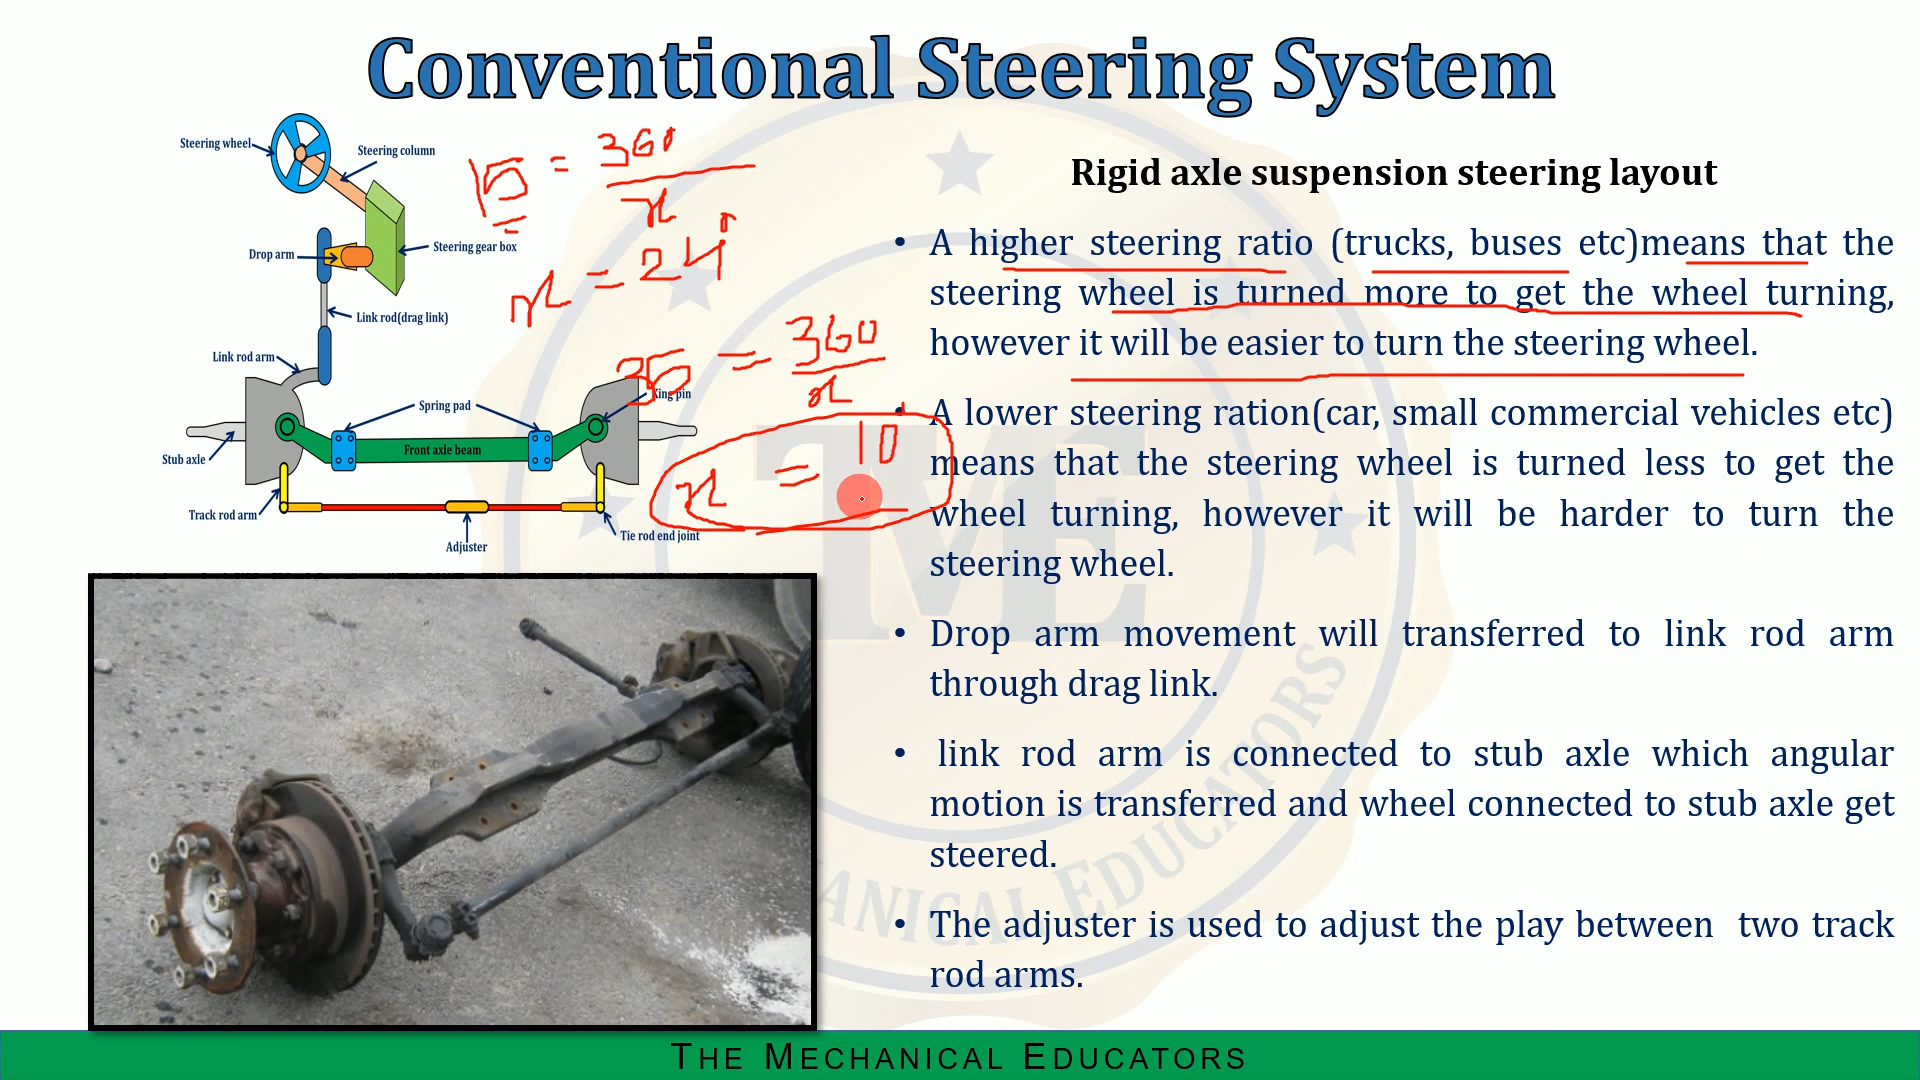 Conventional Steering System
Steering wheel
Steering column
Steering gear box
Drop arm
Link rod(drag link)
Link rod arm
Spring pad
King pin
Front axle beam
Stub axle
Track rod arm
Adjuster
Tie rod end joint
15 = 360 / x
x = 24°
35 = 360 / x
x = 10
Rigid axle suspension steering layout
• A higher steering ratio (trucks, buses etc)means that the
steering wheel is turned more to get the wheel turning,
however it will be easier to turn the steering wheel.
• A lower steering ration(car, small commercial vehicles etc)
means that the steering wheel is turned less to get the
wheel turning, however it will be harder to turn the
steering wheel.
• Drop arm movement will transferred to link rod arm
through drag link.
• link rod arm is connected to stub axle which angular
motion is transferred and wheel connected to stub axle get
steered.
• The adjuster is used to adjust the play between two track
rod arms.
TME
ANICAL EDUCATORS
THE MECHANICAL EDUCATORS